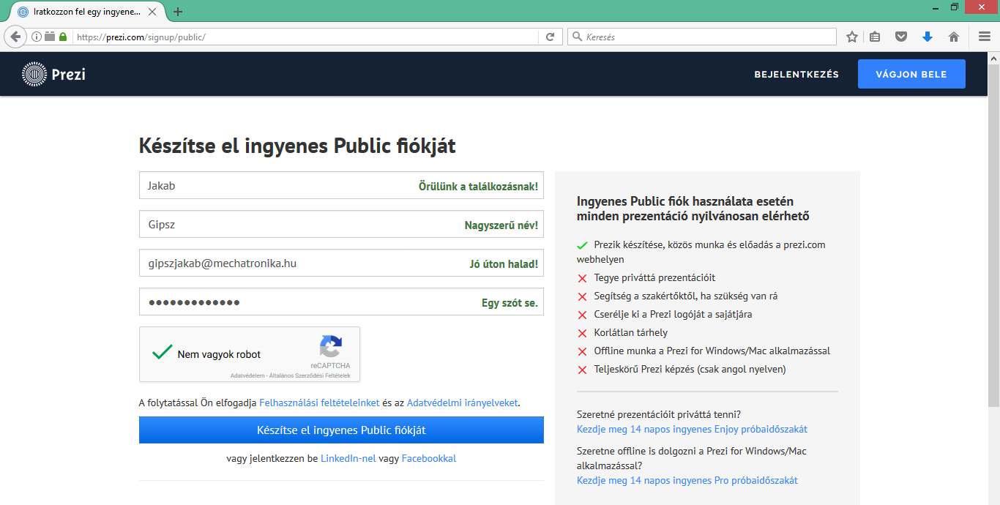 Iratkozzon fel egy ingyene...
https://prezi.com/signup/public/
Keresés
Prezi
BEJELENTKEZÉS
VÁGJON BELE
Készítse el ingyenes Public fiókját
Jakab
Örülünk a találkozásnak!
Gipsz
Nagyszerű név!
gipszjakab@mechatronika.hu
Jó úton halad!
Egy szót se.
Nem vagyok robot
reCAPTCHA
Adatvédelem - Általános Szerződési Feltételek
A folytatással Ön elfogadja Felhasználási feltételeinket és az Adatvédelmi irányelveket.
Készítse el ingyenes Public fiókját
vagy jelentkezzen be LinkedIn-nel vagy Facebookkal
Ingyenes Public fiók használata esetén
minden prezentáció nyilvánosan elérhető
Prezik készítése, közös munka és előadás a prezi.com
webhelyen
Tegye priváttá prezentációit
Segítség a szakértőktől, ha szükség van rá
Cserélje ki a Prezi logóját a sajátjára
Korlátlan tárhely
Offline munka a Prezi for Windows/Mac alkalmazással
Teljeskörű Prezi képzés (csak angol nyelven)
Szeretné prezentációit priváttá tenni?
Kezdje meg 14 napos ingyenes Enjoy próbaidőszakát
Szeretne offline is dolgozni a Prezi for Windows/Mac
alkalmazással?
Kezdje meg 14 napos ingyenes Pro próbaidőszakát